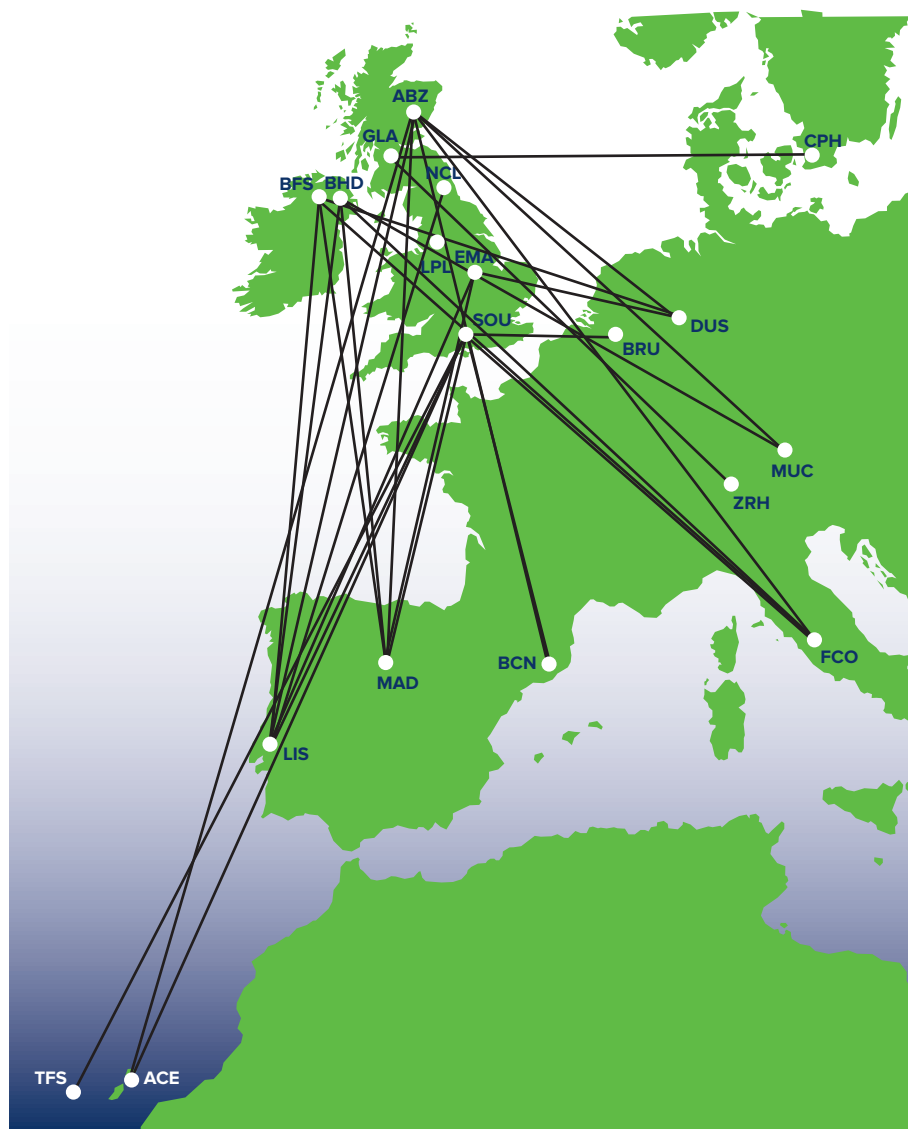 ABZ
GLA
CPH
NCL
BFS
BHD
LPL
EMA
SOU
DUS
BRU
MUC
ZRH
FCO
BCN
MAD
LIS
TFS
ACE